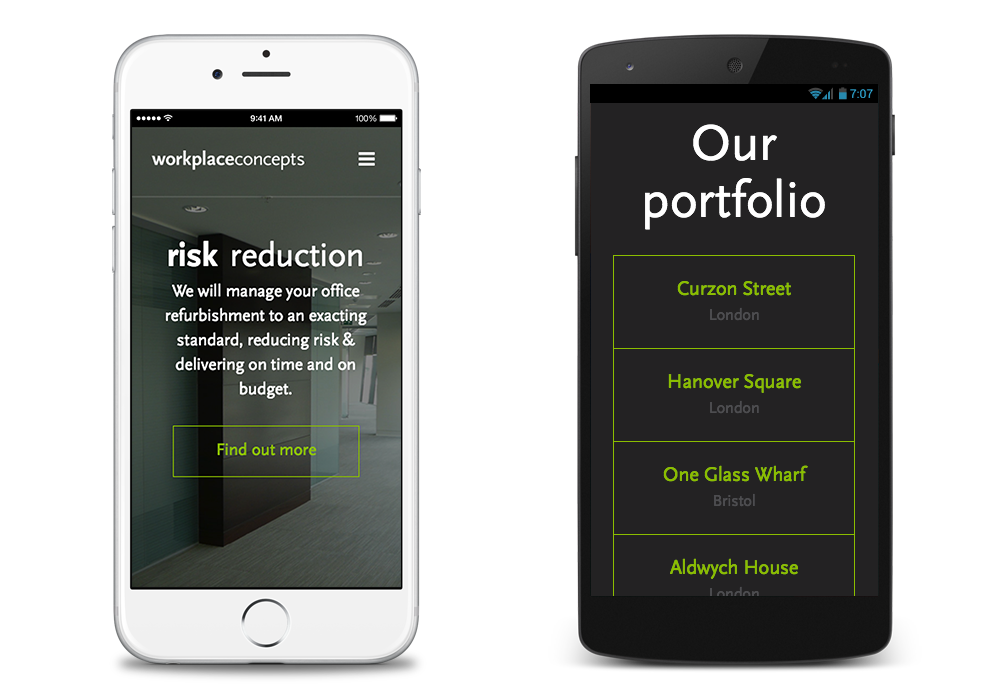 9:41 AM
100%
workplaceconcepts
risk reduction
We will manage your office
refurbishment to an exacting
standard, reducing risk &
delivering on time and on
budget.
Find out more
7:07
Our
portfolio
Curzon Street
London
Hanover Square
London
One Glass Wharf
Bristol
Aldwych House
London